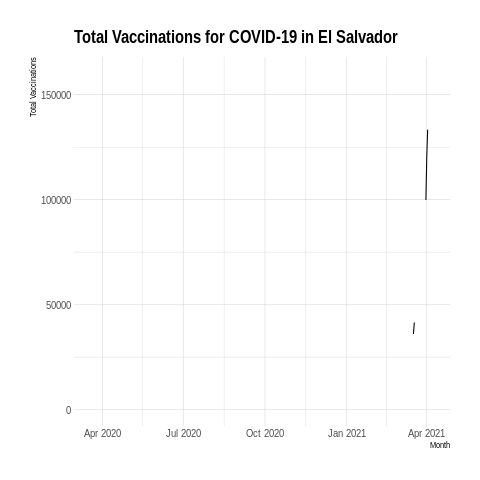 Total Vaccinations for COVID-19 in El Salvador
Total Vaccinations
150000
100000
50000
0
Apr 2020 Jul 2020 Oct 2020 Jan 2021 Apr 2021
Month